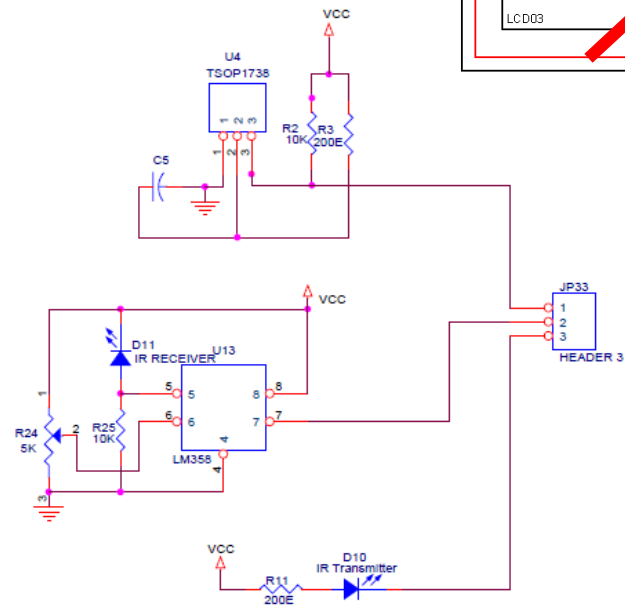 LCD03
VCC
U4
TSOP1738
1 2 3
1 2 3
R2
10K
R3
200E
C5
JP33
1
2
3
HEADER 3
VCC
D11
IR RECEIVER
U13
1
5 5
8 8
R24
5K
2
R25
10K
6 6
7 7
4
LM358
4
3
VCC
D10
IR Transmitter
R11
200E